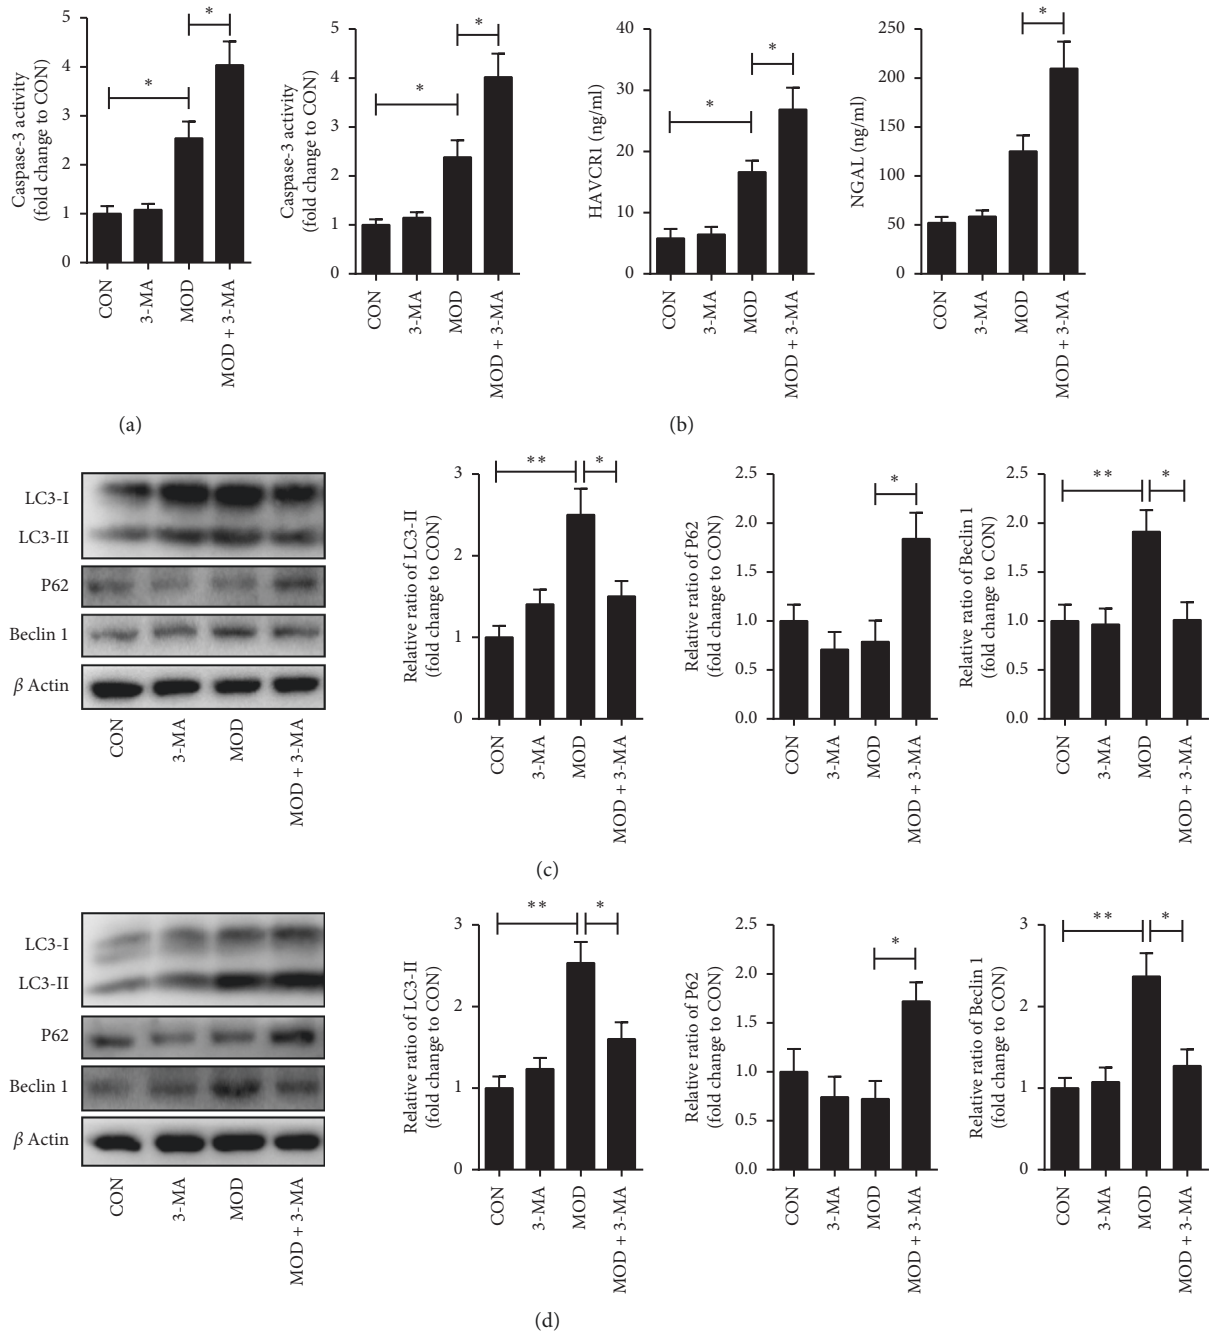 Caspase-3 activity
(fold change to CON)
5
4
3
2
1
0
*
*
CON
3-MA
MOD
MOD + 3-MA
Caspase-3 activity
(fold change to CON)
5
4
3
2
1
0
*
*
CON
3-MA
MOD
MOD + 3-MA
(a)
HAVCR1 (ng/ml)
40
30
20
10
0
*
*
CON
3-MA
MOD
MOD + 3-MA
NGAL (ng/ml)
250
200
150
100
50
0
*
CON
3-MA
MOD
MOD + 3-MA
(b)
LC3-I
LC3-II
P62
Beclin 1
β Actin
CON
3-MA
MOD
MOD + 3-MA
Relative ratio of LC3-II
(fold change to CON)
3
2
1
0
**
*
CON
3-MA
MOD
MOD + 3-MA
Relative ratio of P62
(fold change to CON)
2.5
2.0
1.5
1.0
0.5
0.0
*
CON
3-MA
MOD
MOD + 3-MA
Relative ratio of Beclin 1
(fold change to CON)
2.5
2.0
1.5
1.0
0.5
0.0
**
*
CON
3-MA
MOD
MOD + 3-MA
(c)
LC3-I
LC3-II
P62
Beclin 1
β Actin
CON
3-MA
MOD
MOD + 3-MA
Relative ratio of LC3-II
(fold change to CON)
3
2
1
0
**
*
CON
3-MA
MOD
MOD + 3-MA
Relative ratio of P62
(fold change to CON)
2.5
2.0
1.5
1.0
0.5
0.0
*
CON
3-MA
MOD
MOD + 3-MA
Relative ratio of Beclin 1
(fold change to CON)
3
2
1
0
**
*
CON
3-MA
MOD
MOD + 3-MA
(d)